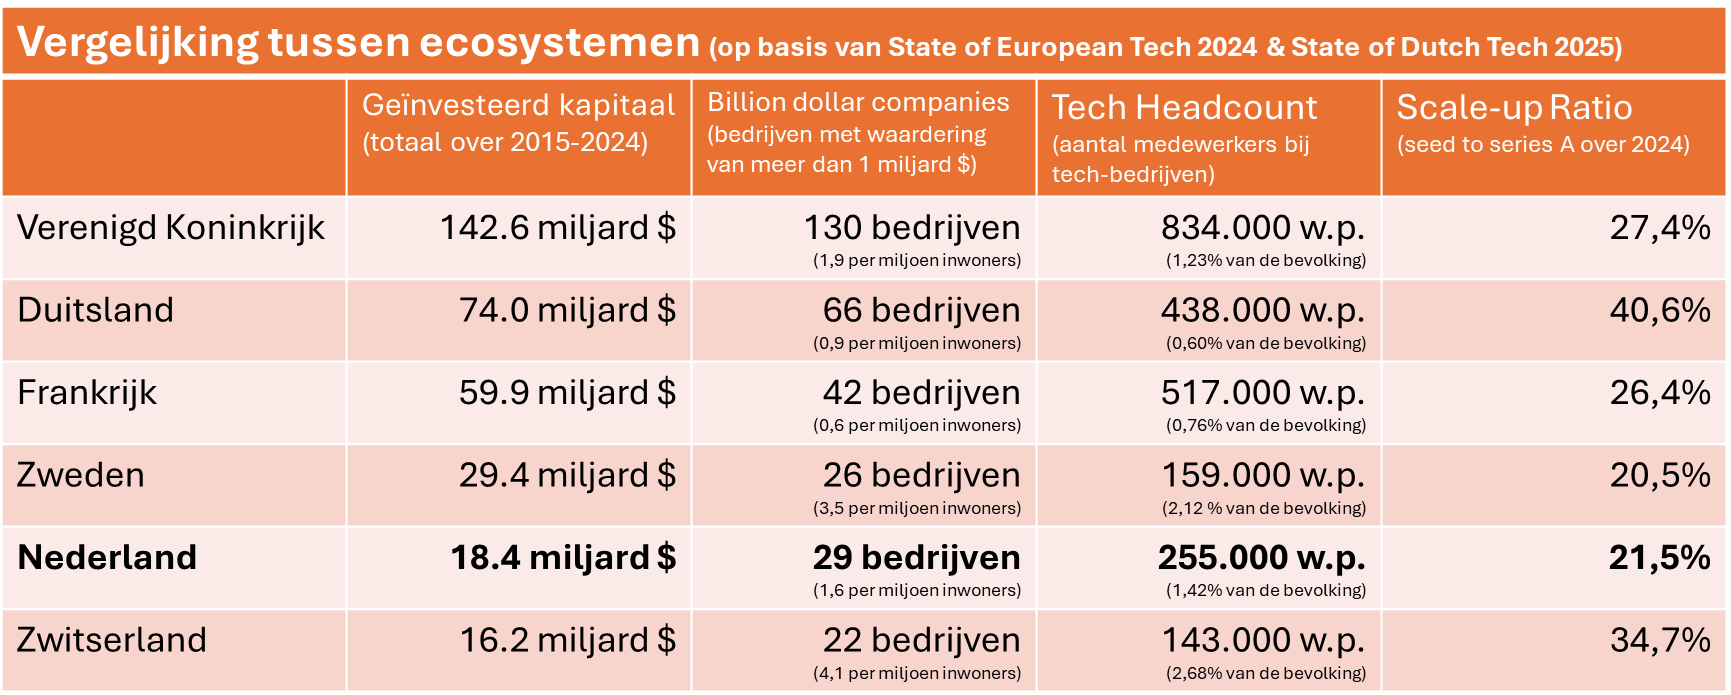 Vergelijking tussen ecosystemen (op basis van State of European Tech 2024 & State of Dutch Tech 2025)
Geïnvesteerd kapitaal
(totaal over 2015-2024)
Billion dollar companies
(bedrijven met waardering
van meer dan 1 miljard $)
Tech Headcount
(aantal medewerkers bij
tech-bedrijven)
Scale-up Ratio
(seed to series A over 2024)
Verenigd Koninkrijk
142.6 miljard $
130 bedrijven
(1,9 per miljoen inwoners)
834.000 w.p.
(1,23% van de bevolking)
27,4%
Duitsland
74.0 miljard $
66 bedrijven
(0,9 per miljoen inwoners)
438.000 w.p.
(0,60% van de bevolking)
40,6%
Frankrijk
59.9 miljard $
42 bedrijven
(0,6 per miljoen inwoners)
517.000 w.p.
(0,76% van de bevolking)
26,4%
Zweden
29.4 miljard $
26 bedrijven
(3,5 per miljoen inwoners)
159.000 w.p.
(2,12 % van de bevolking)
20,5%
Nederland
18.4 miljard $
29 bedrijven
(1,6 per miljoen inwoners)
255.000 w.p.
(1,42% van de bevolking)
21,5%
Zwitserland
16.2 miljard $
22 bedrijven
(4,1 per miljoen inwoners)
143.000 w.p.
(2,68% van de bevolking)
34,7%